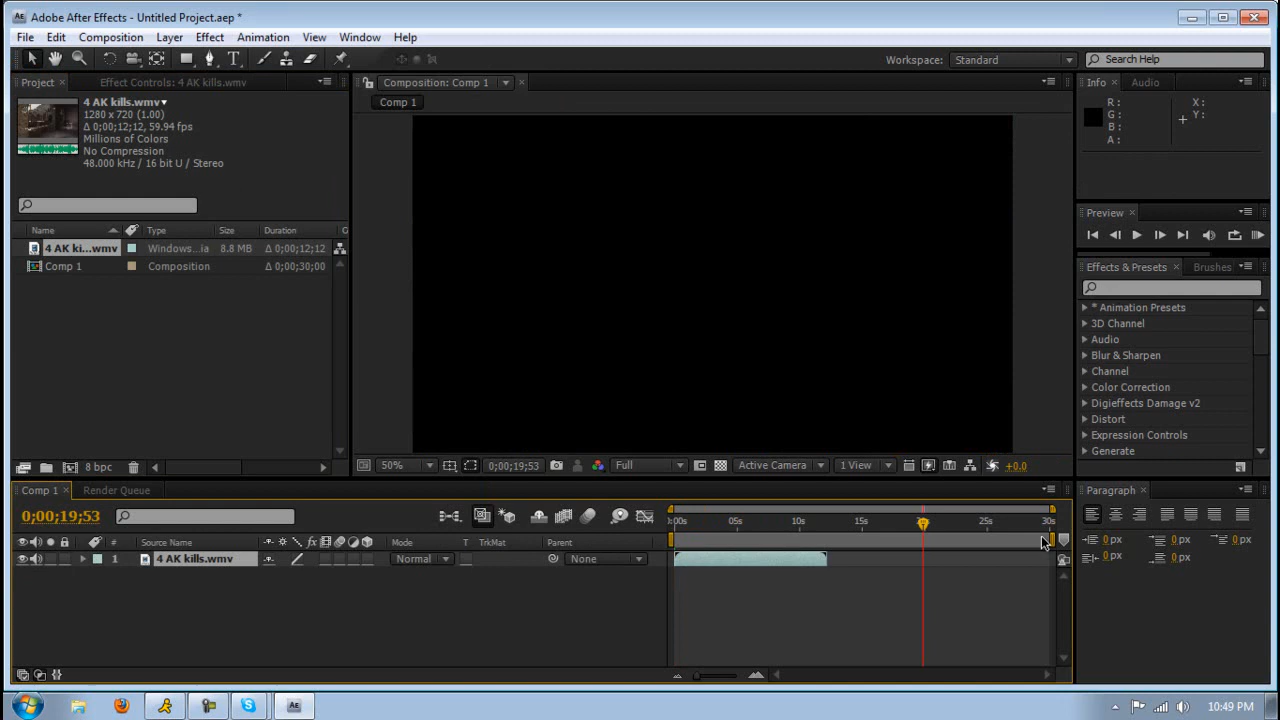 Adobe After Effects - Untitled Project.aep *
File Edit Composition Layer Effect Animation View Window Help
Workspace: Standard Search Help
Project Effect Controls: 4 AK kills.wmv
Composition: Comp 1
Info Audio
Comp 1
4 AK kills.wmv
1280 x 720 (1.00)
Δ 0;00;12;12, 59.94 fps
Millions of Colors
No Compression
48.000 kHz / 16 bit U / Stereo
R: X:
G: Y:
B:
A:
Preview
Name Type Size Duration
4 AK ki...wmv Windows...ia 8.8 MB Δ 0;00;12;12
Comp 1 Composition Δ 0;00;30;00
Effects & Presets Brushes
* Animation Presets
3D Channel
Audio
Blur & Sharpen
Channel
Color Correction
Digieffects Damage v2
Distort
Expression Controls
Generate
8 bpc
50% 0;00;19;53 Full Active Camera 1 View +0.0
Comp 1 Render Queue
Paragraph
0;00;19;53
:00s 05s 10s 15s 25s 30s
# Source Name Mode T TrkMat Parent
1 4 AK kills.wmv Normal None
0 px 0 px 0 px
0 px 0 px
10:49 PM